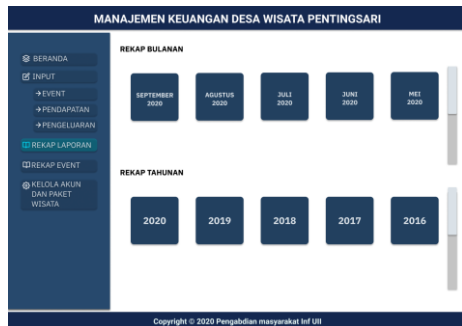 MANAJEMEN KEUANGAN DESA WISATA PENTINGSARI
BERANDA
INPUT
→EVENT
→PENDAPATAN
→PENGELUARAN
REKAP LAPORAN
REKAP EVENT
KELOLA AKUN
DAN PAKET
WISATA
REKAP BULANAN
SEPTEMBER
2020
AGUSTUS
2020
JULI
2020
JUNI
2020
MEI
2020
REKAP TAHUNAN
2020
2019
2018
2017
2016
Copyright © 2020 Pengabdian masyarakat Inf UII